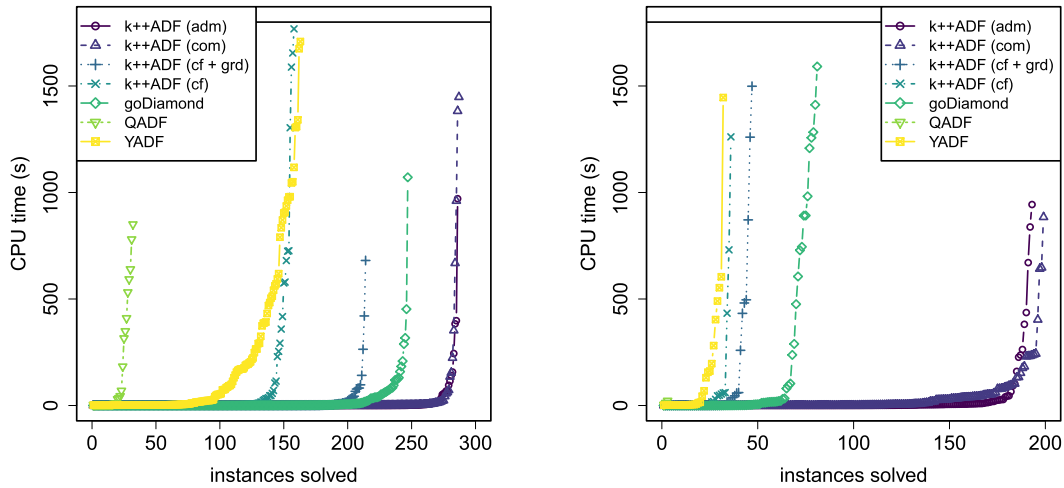 k++ADF (adm)
k++ADF (com)
k++ADF (cf + grd)
k++ADF (cf)
goDiamond
QADF
YADF
CPU time (s)
1500
1000
500
0
0 50 100 150 200 250 300
instances solved
k++ADF (adm)
k++ADF (com)
k++ADF (cf + grd)
k++ADF (cf)
goDiamond
QADF
YADF
CPU time (s)
1500
1000
500
0
0 50 100 150 200
instances solved